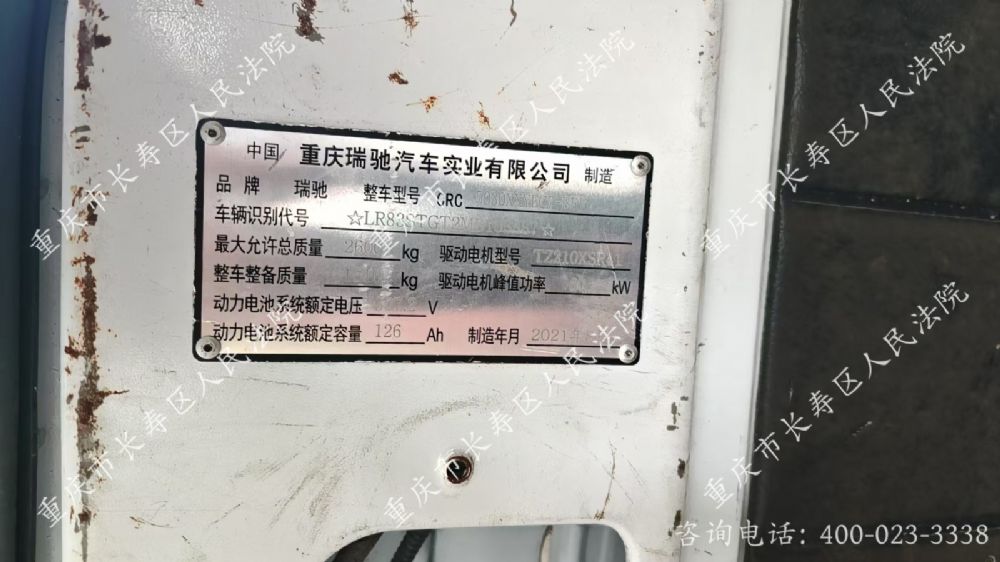 中国 重庆瑞驰汽车实业有限公司 制造
品牌 瑞驰 整车型号 CRC
车辆识别代号
最大允许总质量 kg 驱动电机型号
整车整备质量 kg 驱动电机峰值功率 kW
动力电池系统额定电压 V
动力电池系统额定容量 126 Ah 制造年月 2021年
重庆市长寿区人民法院
重庆市长寿区人民法院
重庆市长寿区人民法院
重庆市长寿区人民法院
重庆市长寿区人民法院
重庆市长寿区人民法院
咨询电话: 400-023-3338